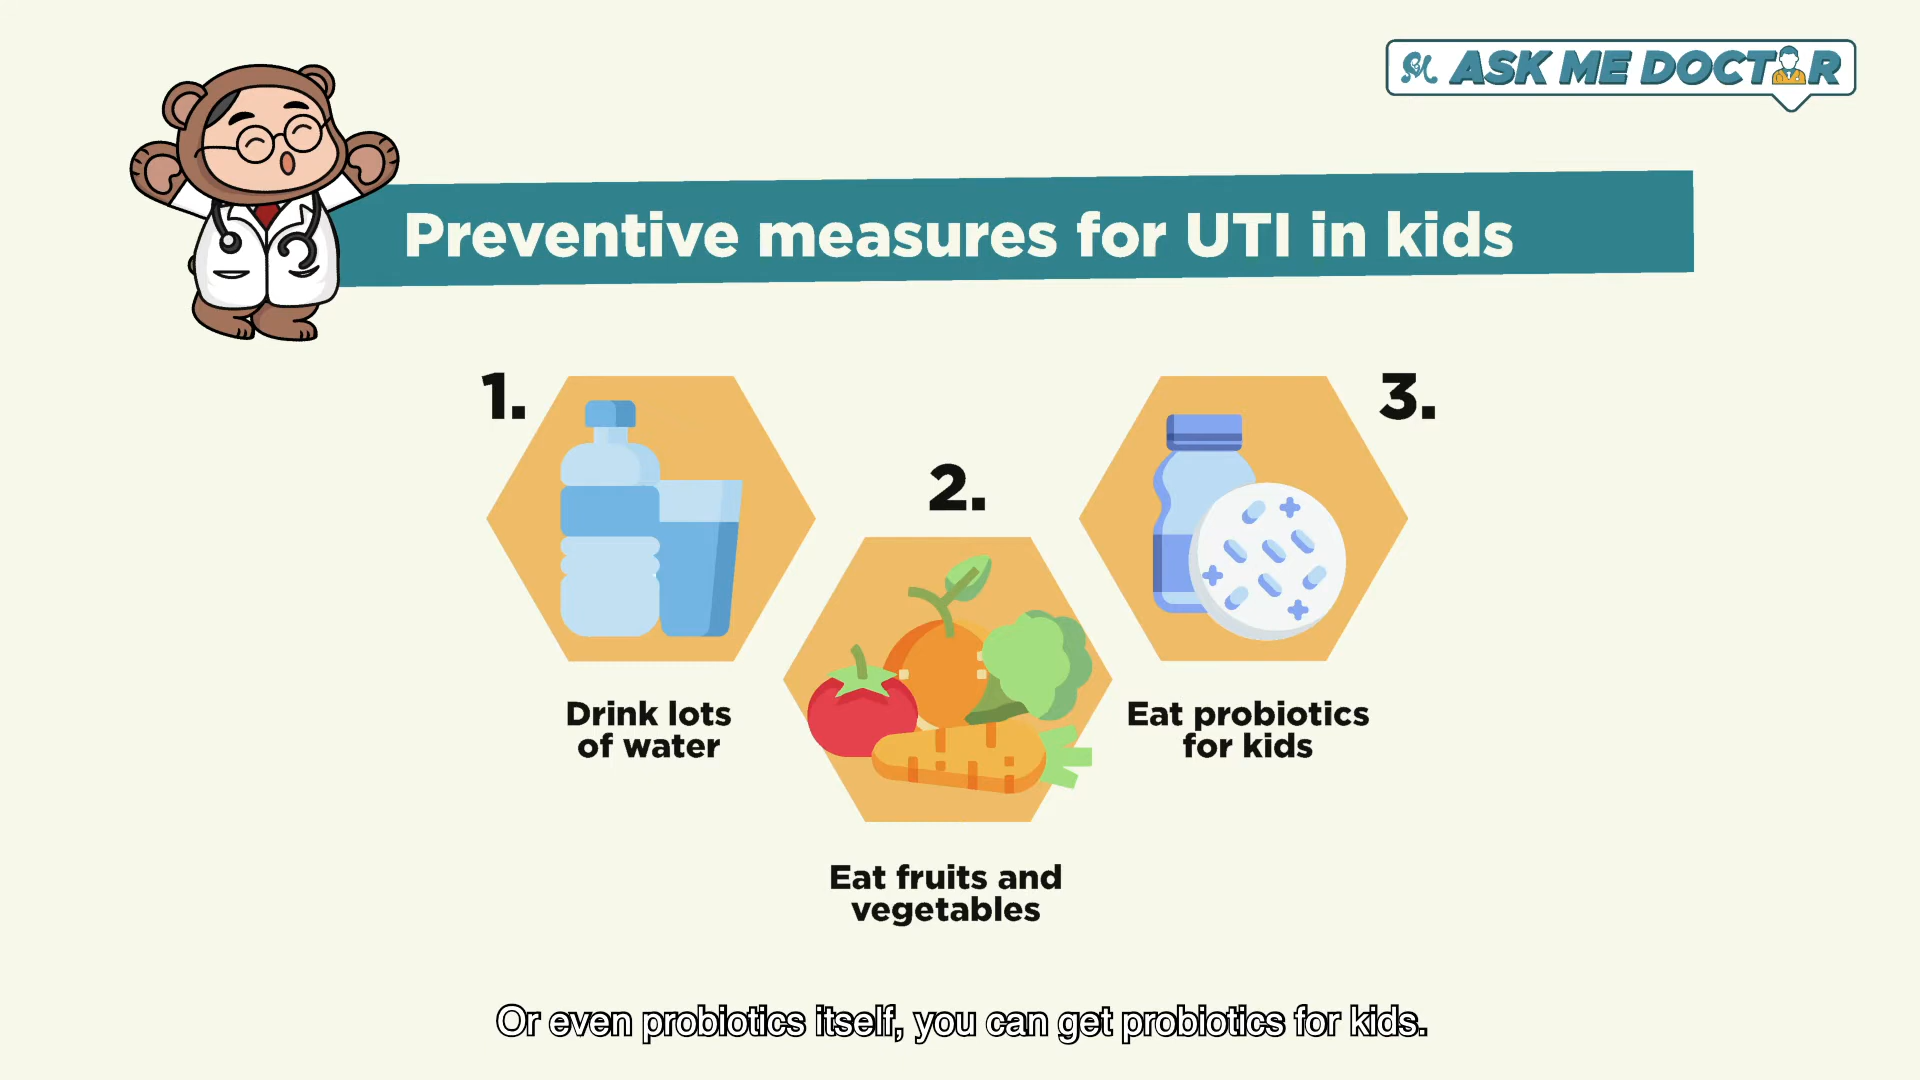 ASK ME DOCTOR
Preventive measures for UTI in kids
1.
Drink lots
of water
2.
Eat fruits and
vegetables
3.
Eat probiotics
for kids
Or even probiotics itself, you can get probiotics for kids.